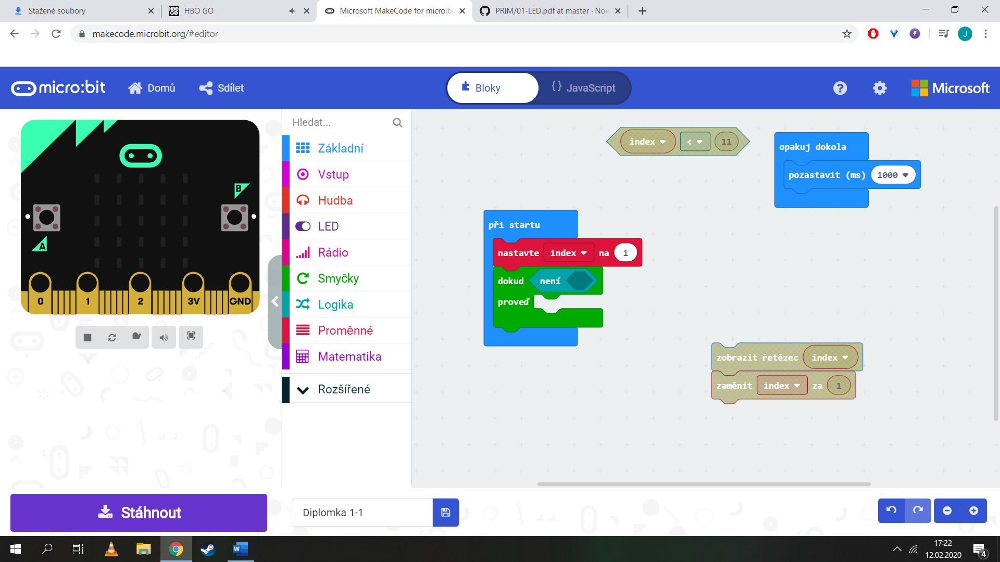 Stažené soubory
HBO GO
Microsoft MakeCode for micro:bi
PRIM/01-LED.pdf at master · Nov
makecode.microbit.org/#editor
J
micro:bit
Domů
Sdílet
Bloky
{} JavaScript
?
Microsoft
Hledat...
Základní
Vstup
Hudba
LED
Rádio
Smyčky
Logika
Proměnné
Matematika
Rozšířené
B
A
0
1
2
3V
GND
index < 11
opakuj dokola
pozastavit (ms) 1000
při startu
nastavte index na 1
dokud není
proveď
zobrazit řetězec index
zaměnit index za 1
Stáhnout
Diplomka 1-1
17:22
12.02.2020
4